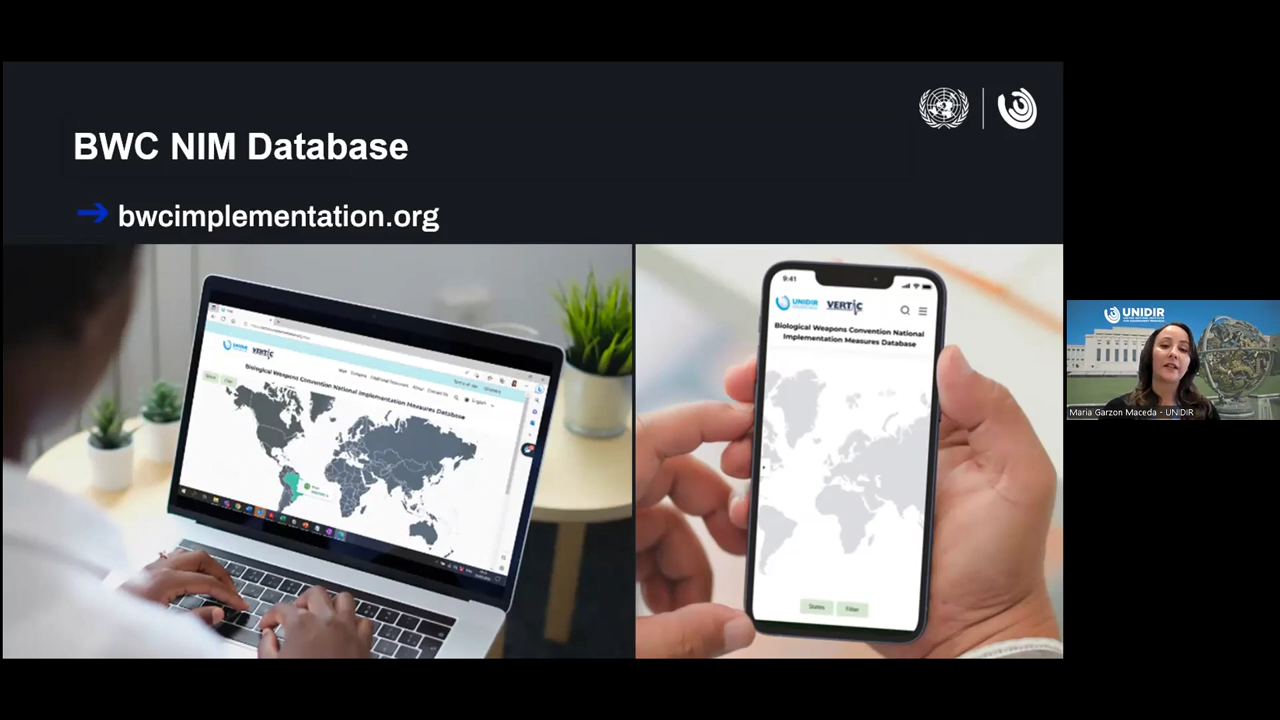 BWC NIM Database
→ bwcimplementation.org
UNIDIR VERTIC
Biological Weapons Convention National Implementation Measures Database
9:41
UNIDIR VERTIC
Biological Weapons Convention National
Implementation Measures Database
States Filter
UNIDIR
Maria Garzon Maceda - UNIDIR